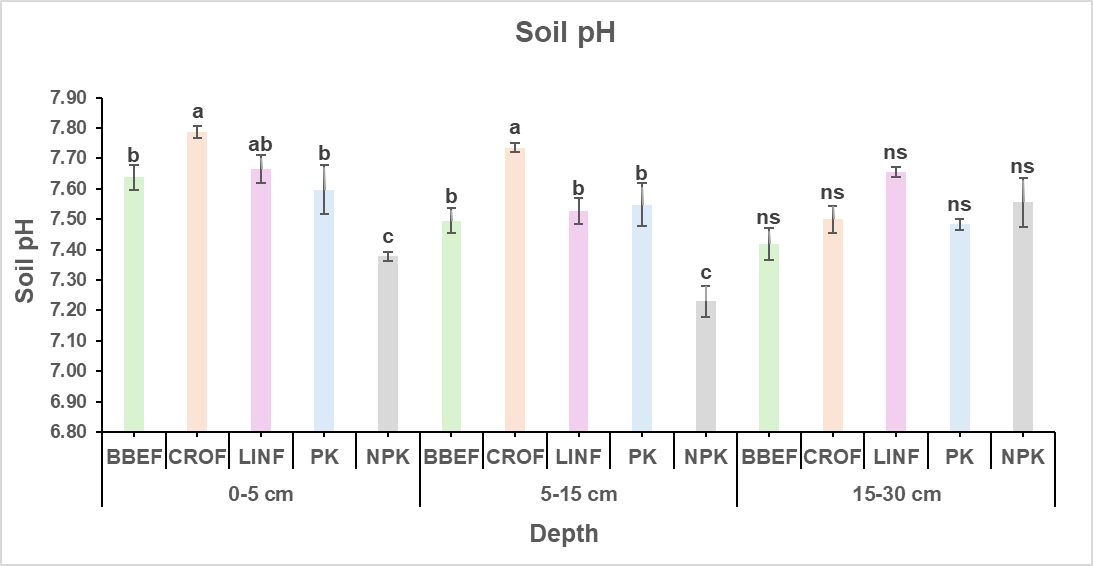 Soil pH
Soil pH
7.90
7.80
7.70
7.60
7.50
7.40
7.30
7.20
7.10
7.00
6.90
6.80
b a ab b c b a b b c ns ns ns ns ns
BBEF CROF LINF PK NPK BBEF CROF LINF PK NPK BBEF CROF LINF PK NPK
0-5 cm 5-15 cm 15-30 cm
Depth